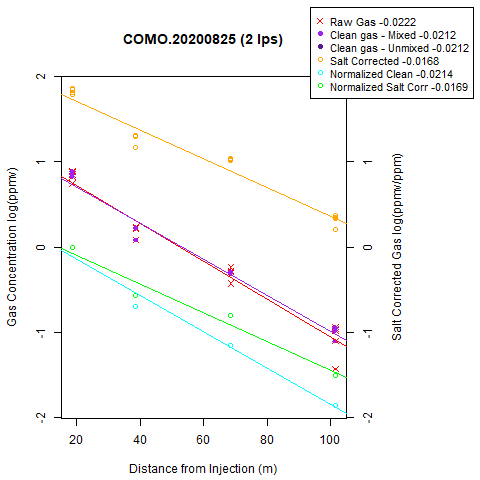 COMO.20200825 (2 lps)
Raw Gas -0.0222
Clean gas - Mixed -0.0212
Clean gas - Unmixed -0.0212
Salt Corrected -0.0168
Normalized Clean -0.0214
Normalized Salt Corr -0.0169
Gas Concentration log(ppmv)
2
1
0
-1
-2
20
40
60
80
100
Distance from Injection (m)
2
1
0
-1
-2
Salt Corrected Gas log(ppmv/ppm)